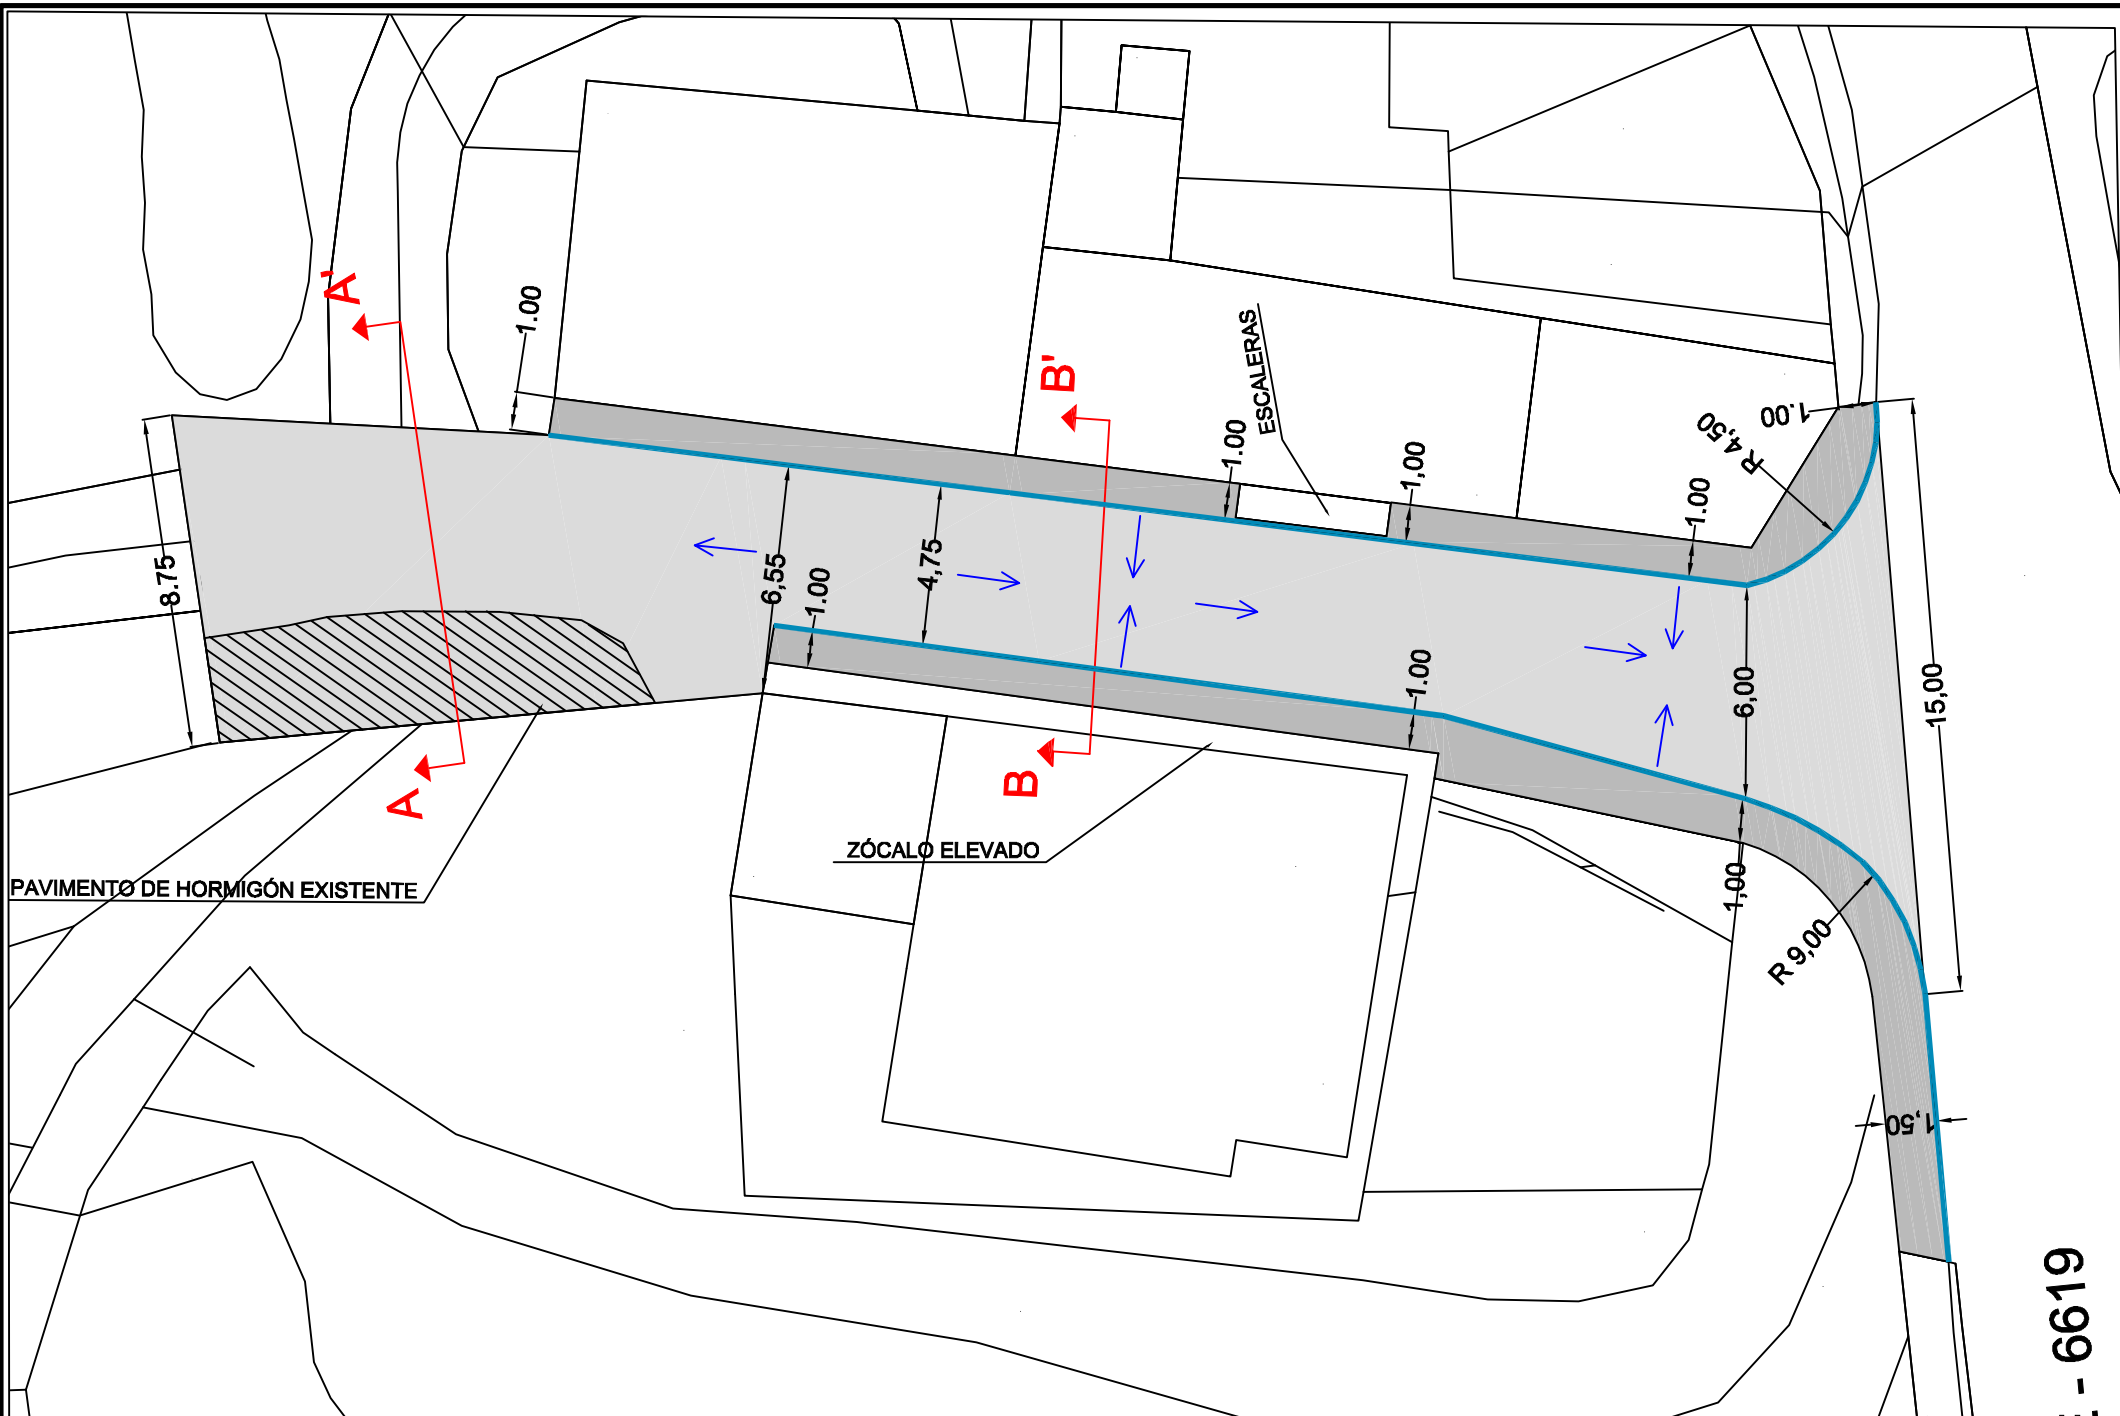 A'
1.00
B'
ESCALERAS
1.00
1,00
1.00
R 4,50
1.00
8.75
6,55
1.00
4,75
1.00
6,00
15,00
A
B
ZÓCALO ELEVADO
PAVIMENTO DE HORMIGÓN EXISTENTE
1,00
R 9,00
1,50
- 6619